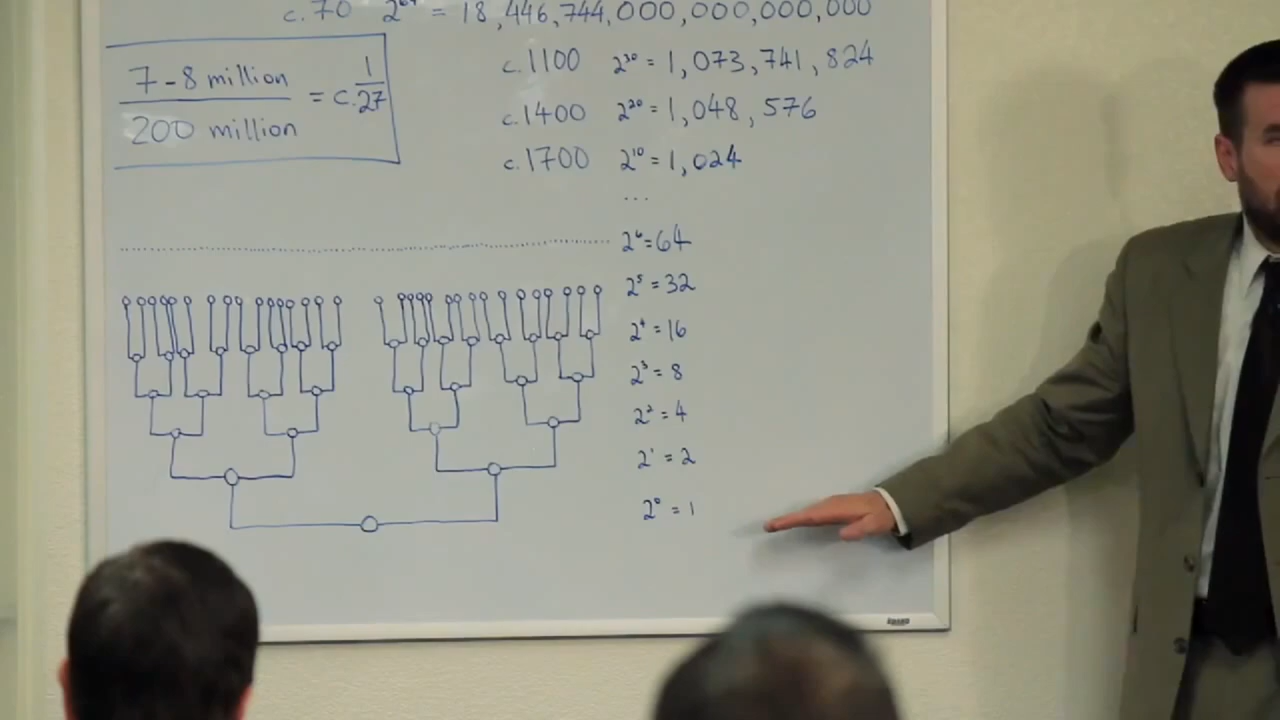 c.70 2⁶⁴ = 18,446,744,000,000,000,000
7-8 million
200 million
= c. 1/27
c.1100 2³⁰ = 1,073,741,824
c.1400 2²⁰ = 1,048,576
c.1700 2¹⁰ = 1,024
...
2⁶ = 64
2⁵ = 32
2⁴ = 16
2³ = 8
2² = 4
2¹ = 2
2⁰ = 1